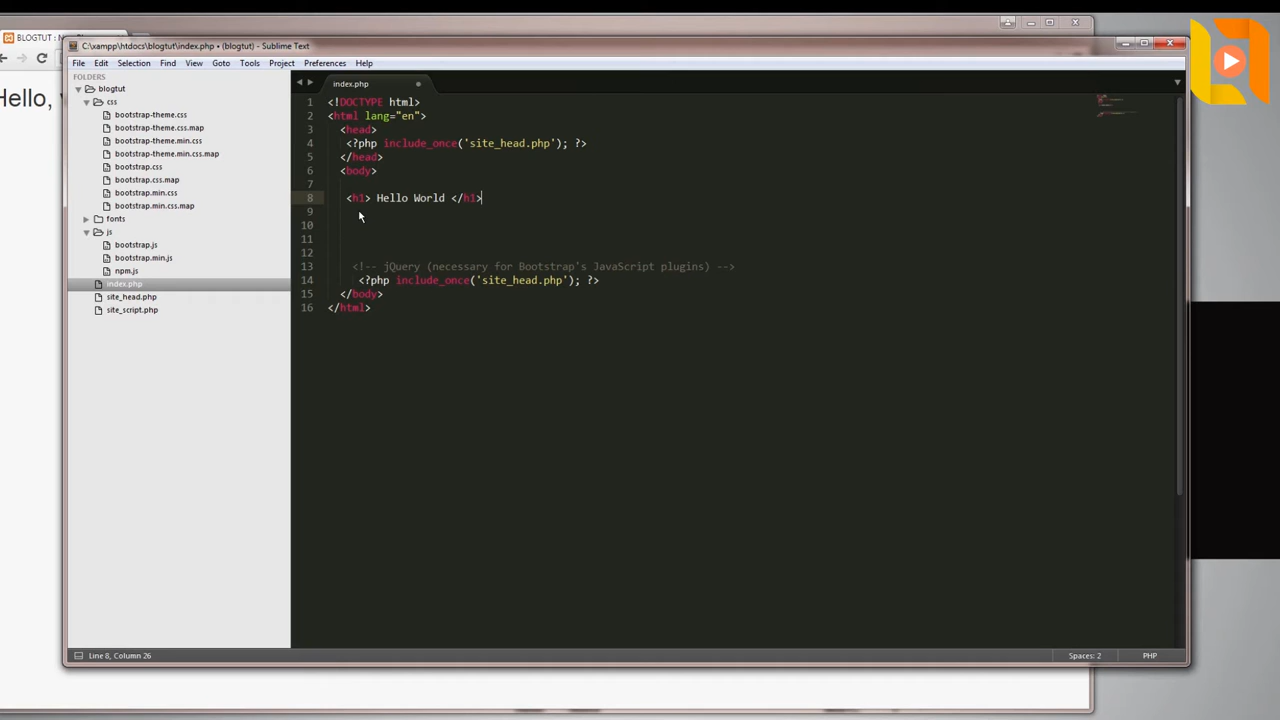 BLOGTUT : N
Hello,
C:\xampp\htdocs\blogtut\index.php • (blogtut) - Sublime Text
File Edit Selection Find View Goto Tools Project Preferences Help
FOLDERS
blogtut
css
bootstrap-theme.css
bootstrap-theme.css.map
bootstrap-theme.min.css
bootstrap-theme.min.css.map
bootstrap.css
bootstrap.css.map
bootstrap.min.css
bootstrap.min.css.map
fonts
js
bootstrap.js
bootstrap.min.js
npm.js
index.php
site_head.php
site_script.php
index.php
1 <!DOCTYPE html>
2 <html lang="en">
3 <head>
4 <?php include_once('site_head.php'); ?>
5 </head>
6 <body>
7
8 <h1> Hello World </h1>
9
10
11
12
13 <!-- jQuery (necessary for Bootstrap's JavaScript plugins) -->
14 <?php include_once('site_head.php'); ?>
15 </body>
16 </html>
Line 8, Column 26
Spaces: 2
PHP